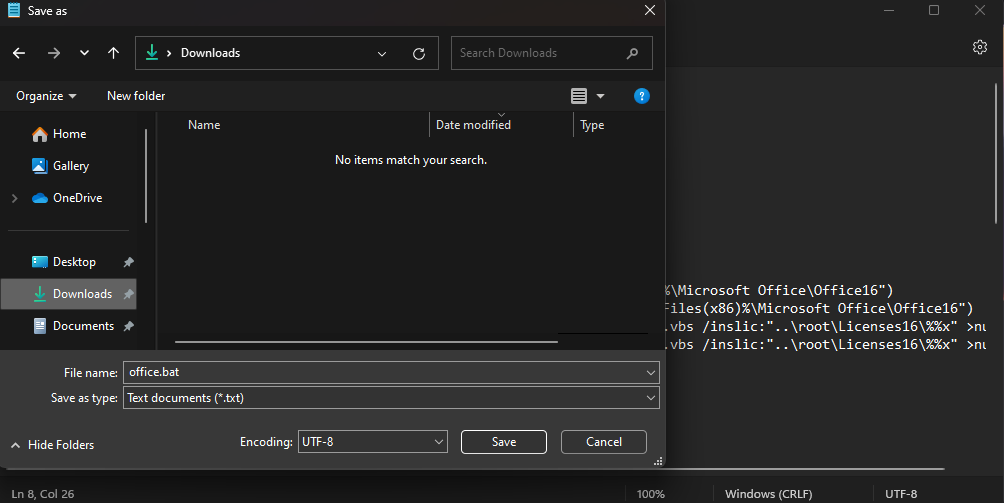 Save as
Downloads
Search Downloads
Organize
New folder
?
Name
Date modified
Type
No items match your search.
Home
Gallery
OneDrive
Desktop
Downloads
Documents
%\Microsoft Office\Office16")
Files(x86)%\Microsoft Office\Office16")
.vbs /inslic:"..\root\Licenses16\%%x" >nu
.vbs /inslic:"..\root\Licenses16\%%x" >nu
File name:
office.bat
Save as type:
Text documents (*.txt)
Hide Folders
Encoding:
UTF-8
Save
Cancel
Ln 8, Col 26
100%
Windows (CRLF)
UTF-8